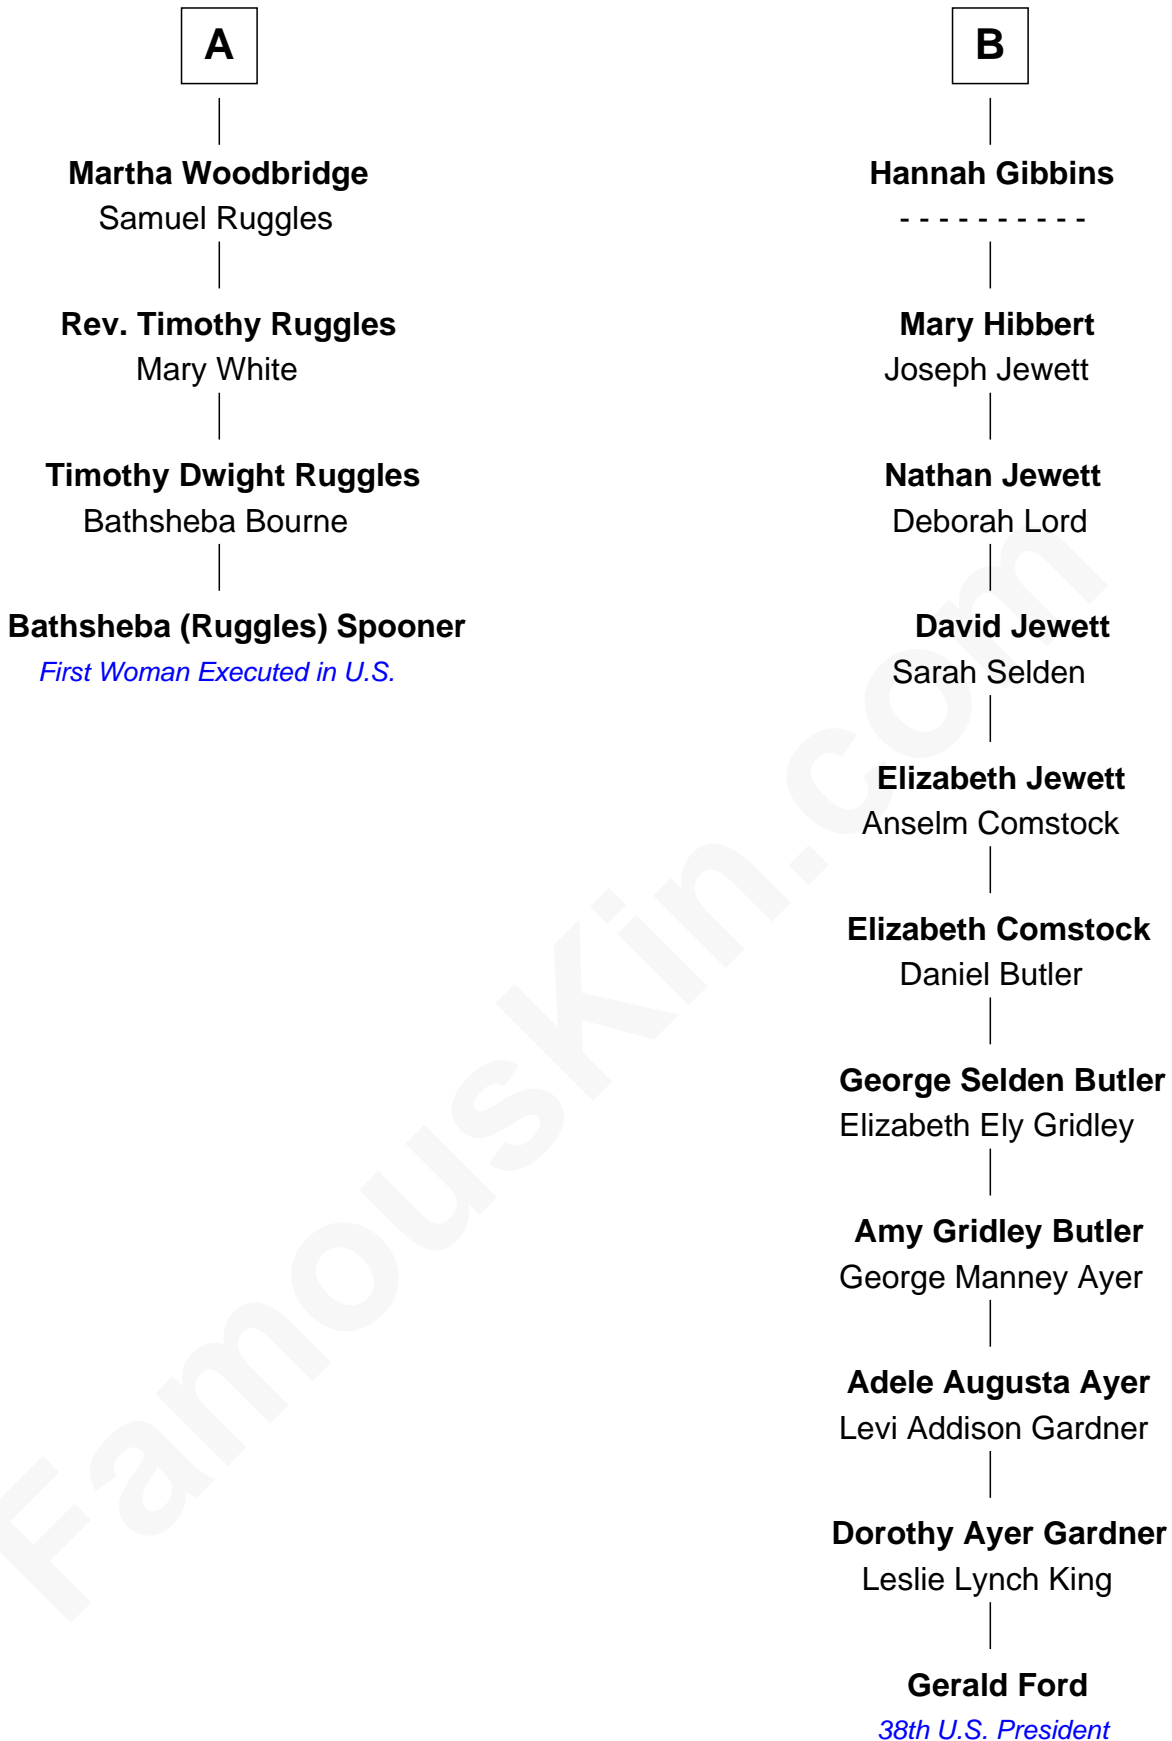 A
Martha Woodbridge
Samuel Ruggles
Rev. Timothy Ruggles
Mary White
Timothy Dwight Ruggles
Bathsheba Bourne
Bathsheba (Ruggles) Spooner
First Woman Executed in U.S.
B
Hannah Gibbins
- - - - - - - - - -
Mary Hibbert
Joseph Jewett
Nathan Jewett
Deborah Lord
David Jewett
Sarah Selden
Elizabeth Jewett
Anselm Comstock
Elizabeth Comstock
Daniel Butler
George Selden Butler
Elizabeth Ely Gridley
Amy Gridley Butler
George Manney Ayer
Adele Augusta Ayer
Levi Addison Gardner
Dorothy Ayer Gardner
Leslie Lynch King
Gerald Ford
38th U.S. President
FamousKin.com